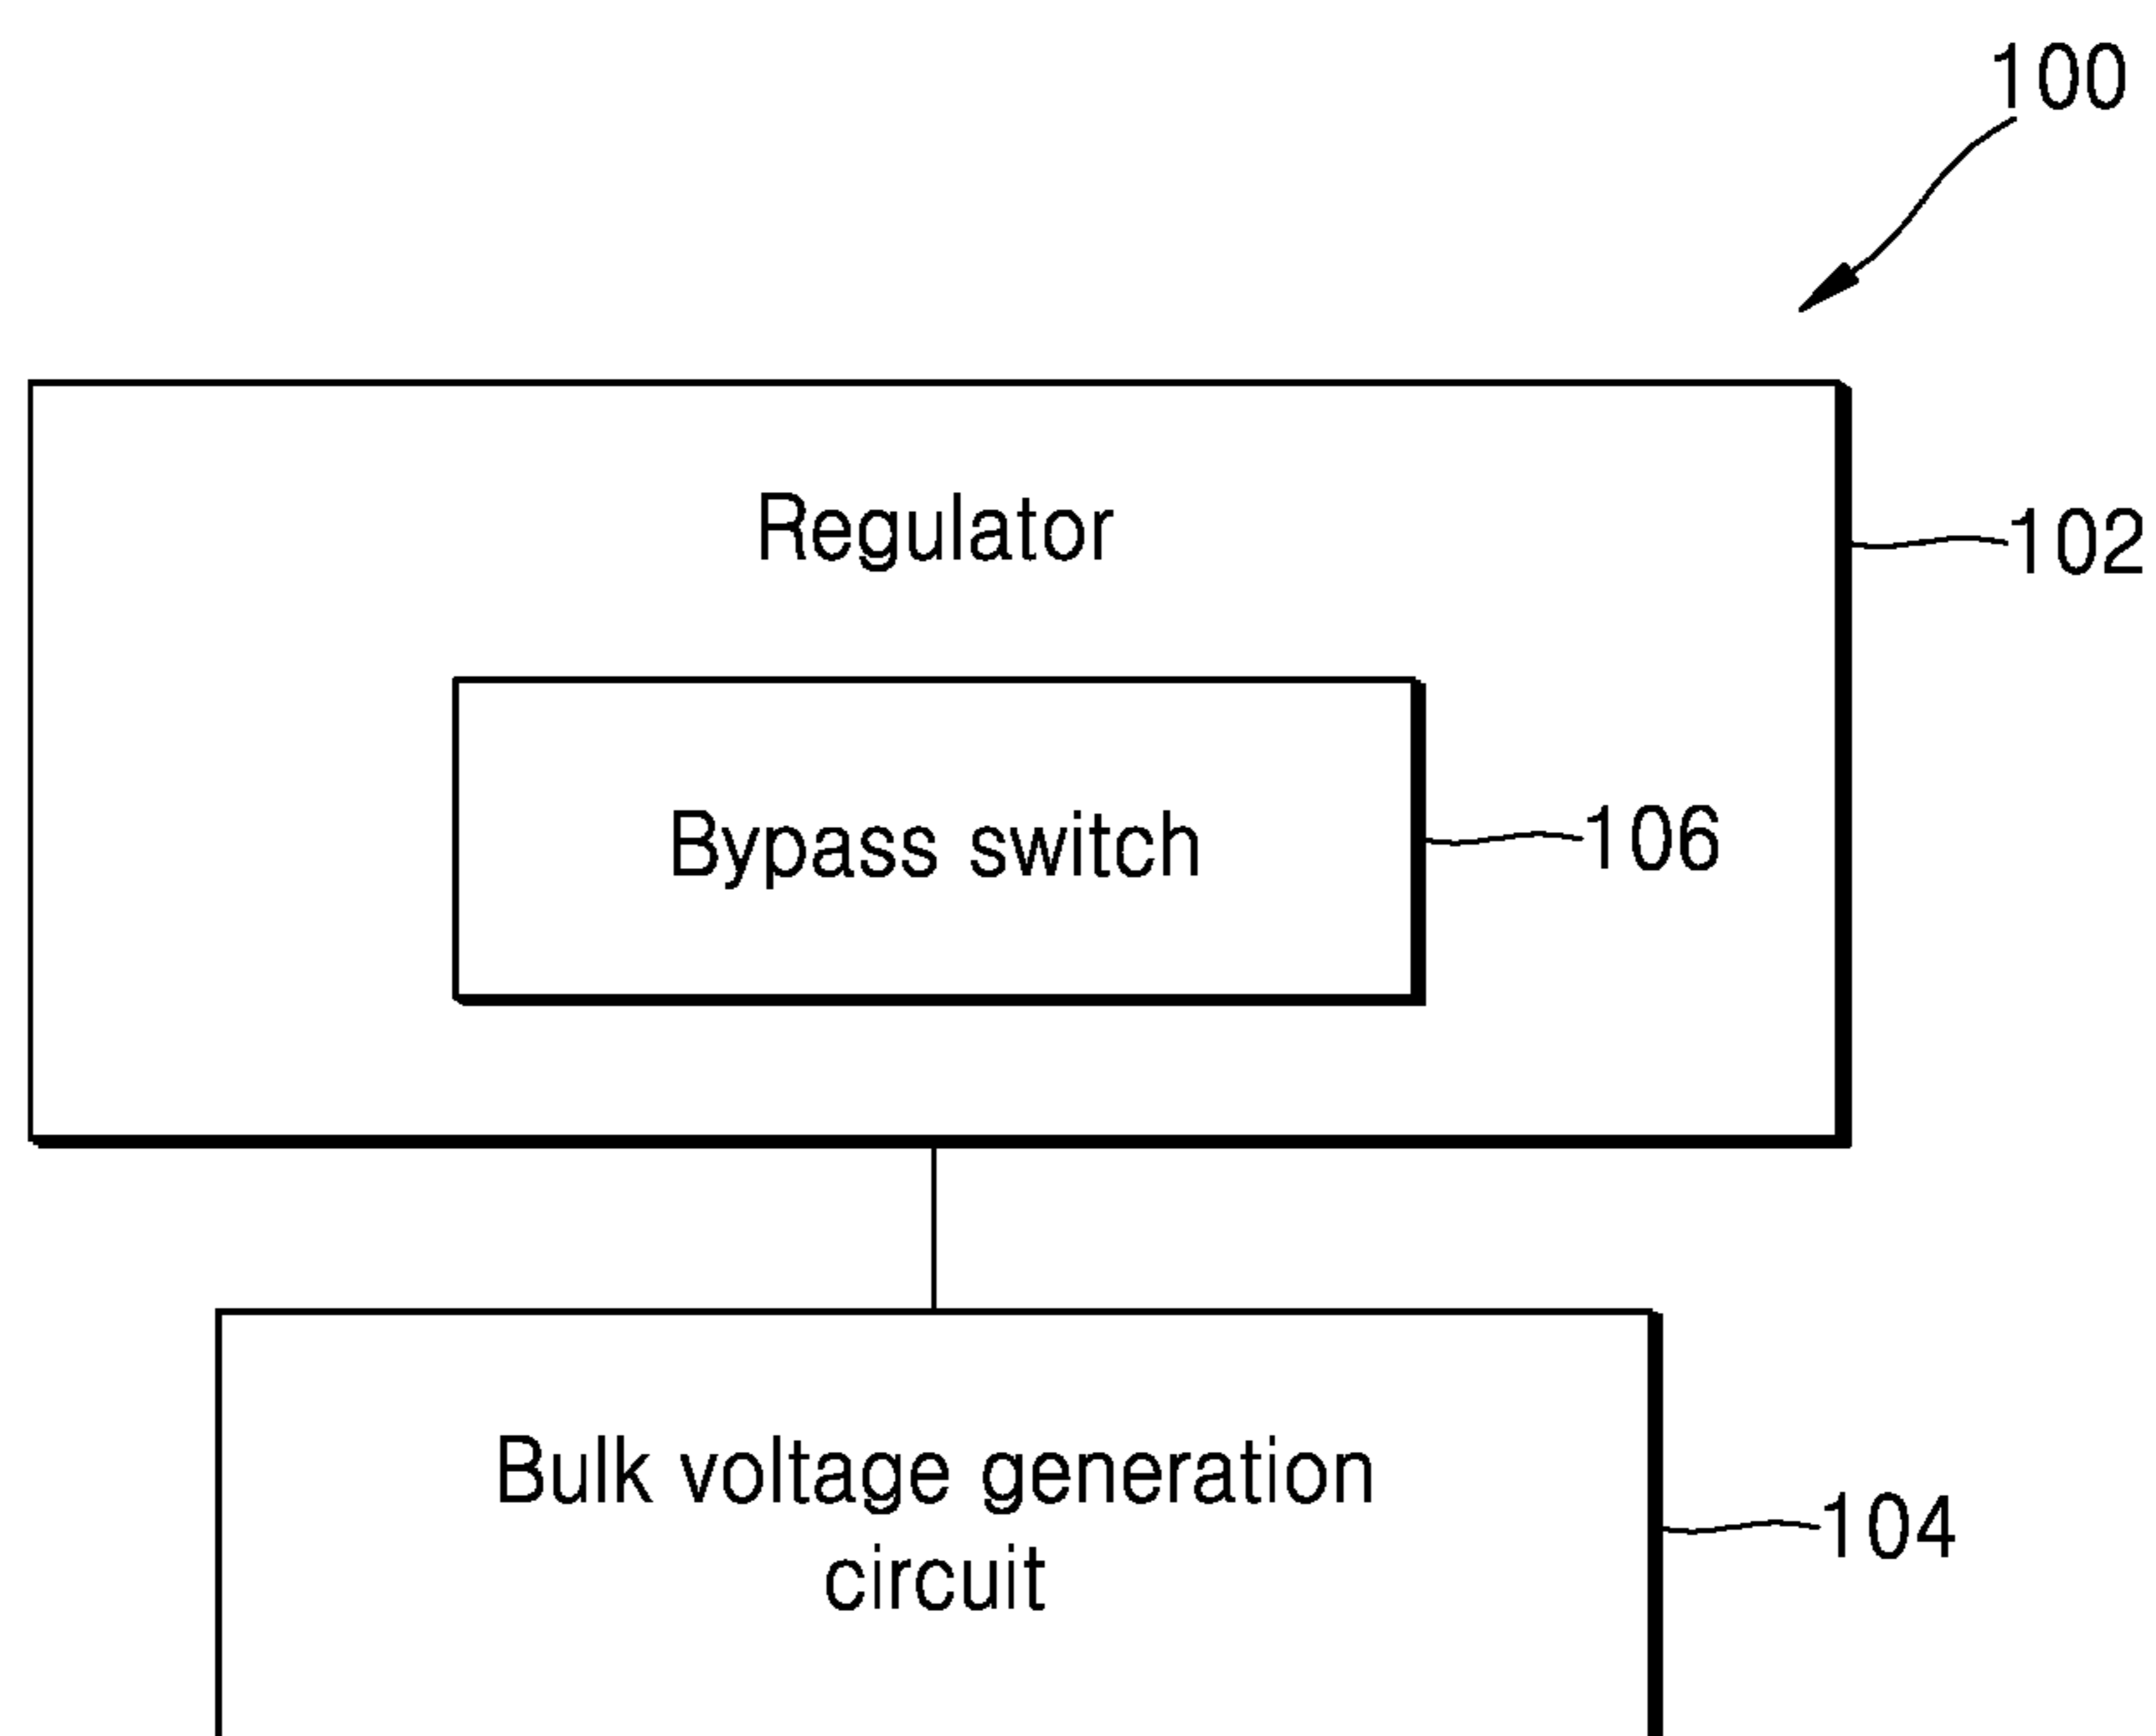 100
Regulator
102
Bypass switch
106
Bulk voltage generation
circuit
104